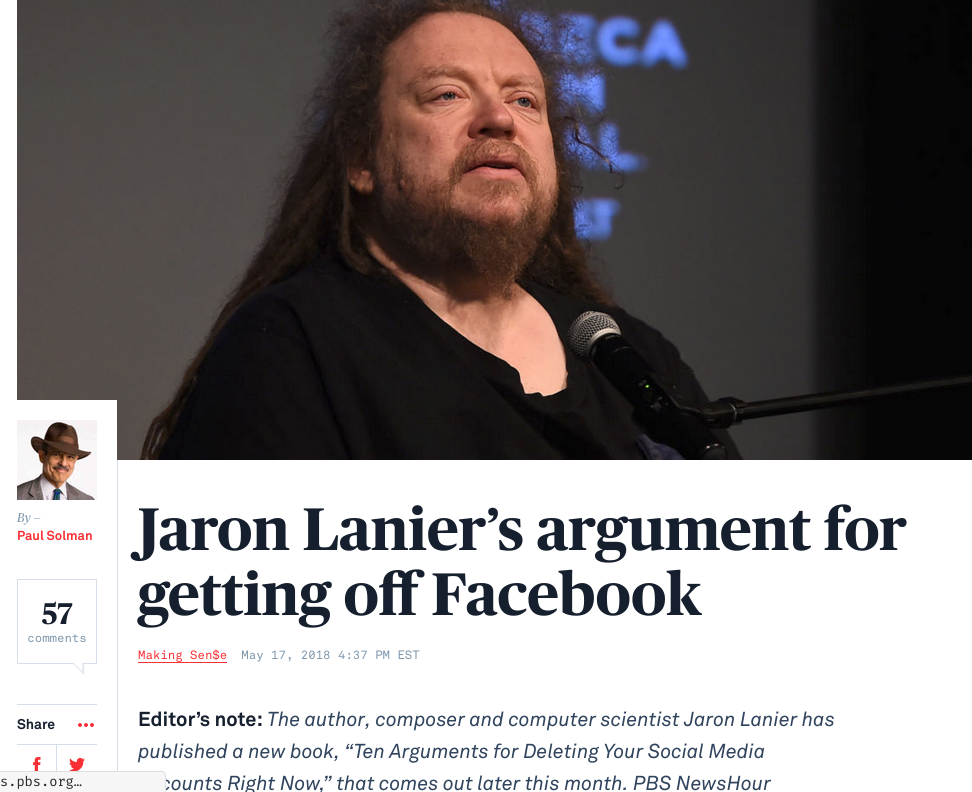 ECA
By –
Paul Solman
57
comments
Share
Jaron Lanier’s argument for
getting off Facebook
Making Sen$e May 17, 2018 4:37 PM EST
Editor’s note: The author, composer and computer scientist Jaron Lanier has
published a new book, “Ten Arguments for Deleting Your Social Media
counts Right Now,” that comes out later this month. PBS NewsHour
s.pbs.org…